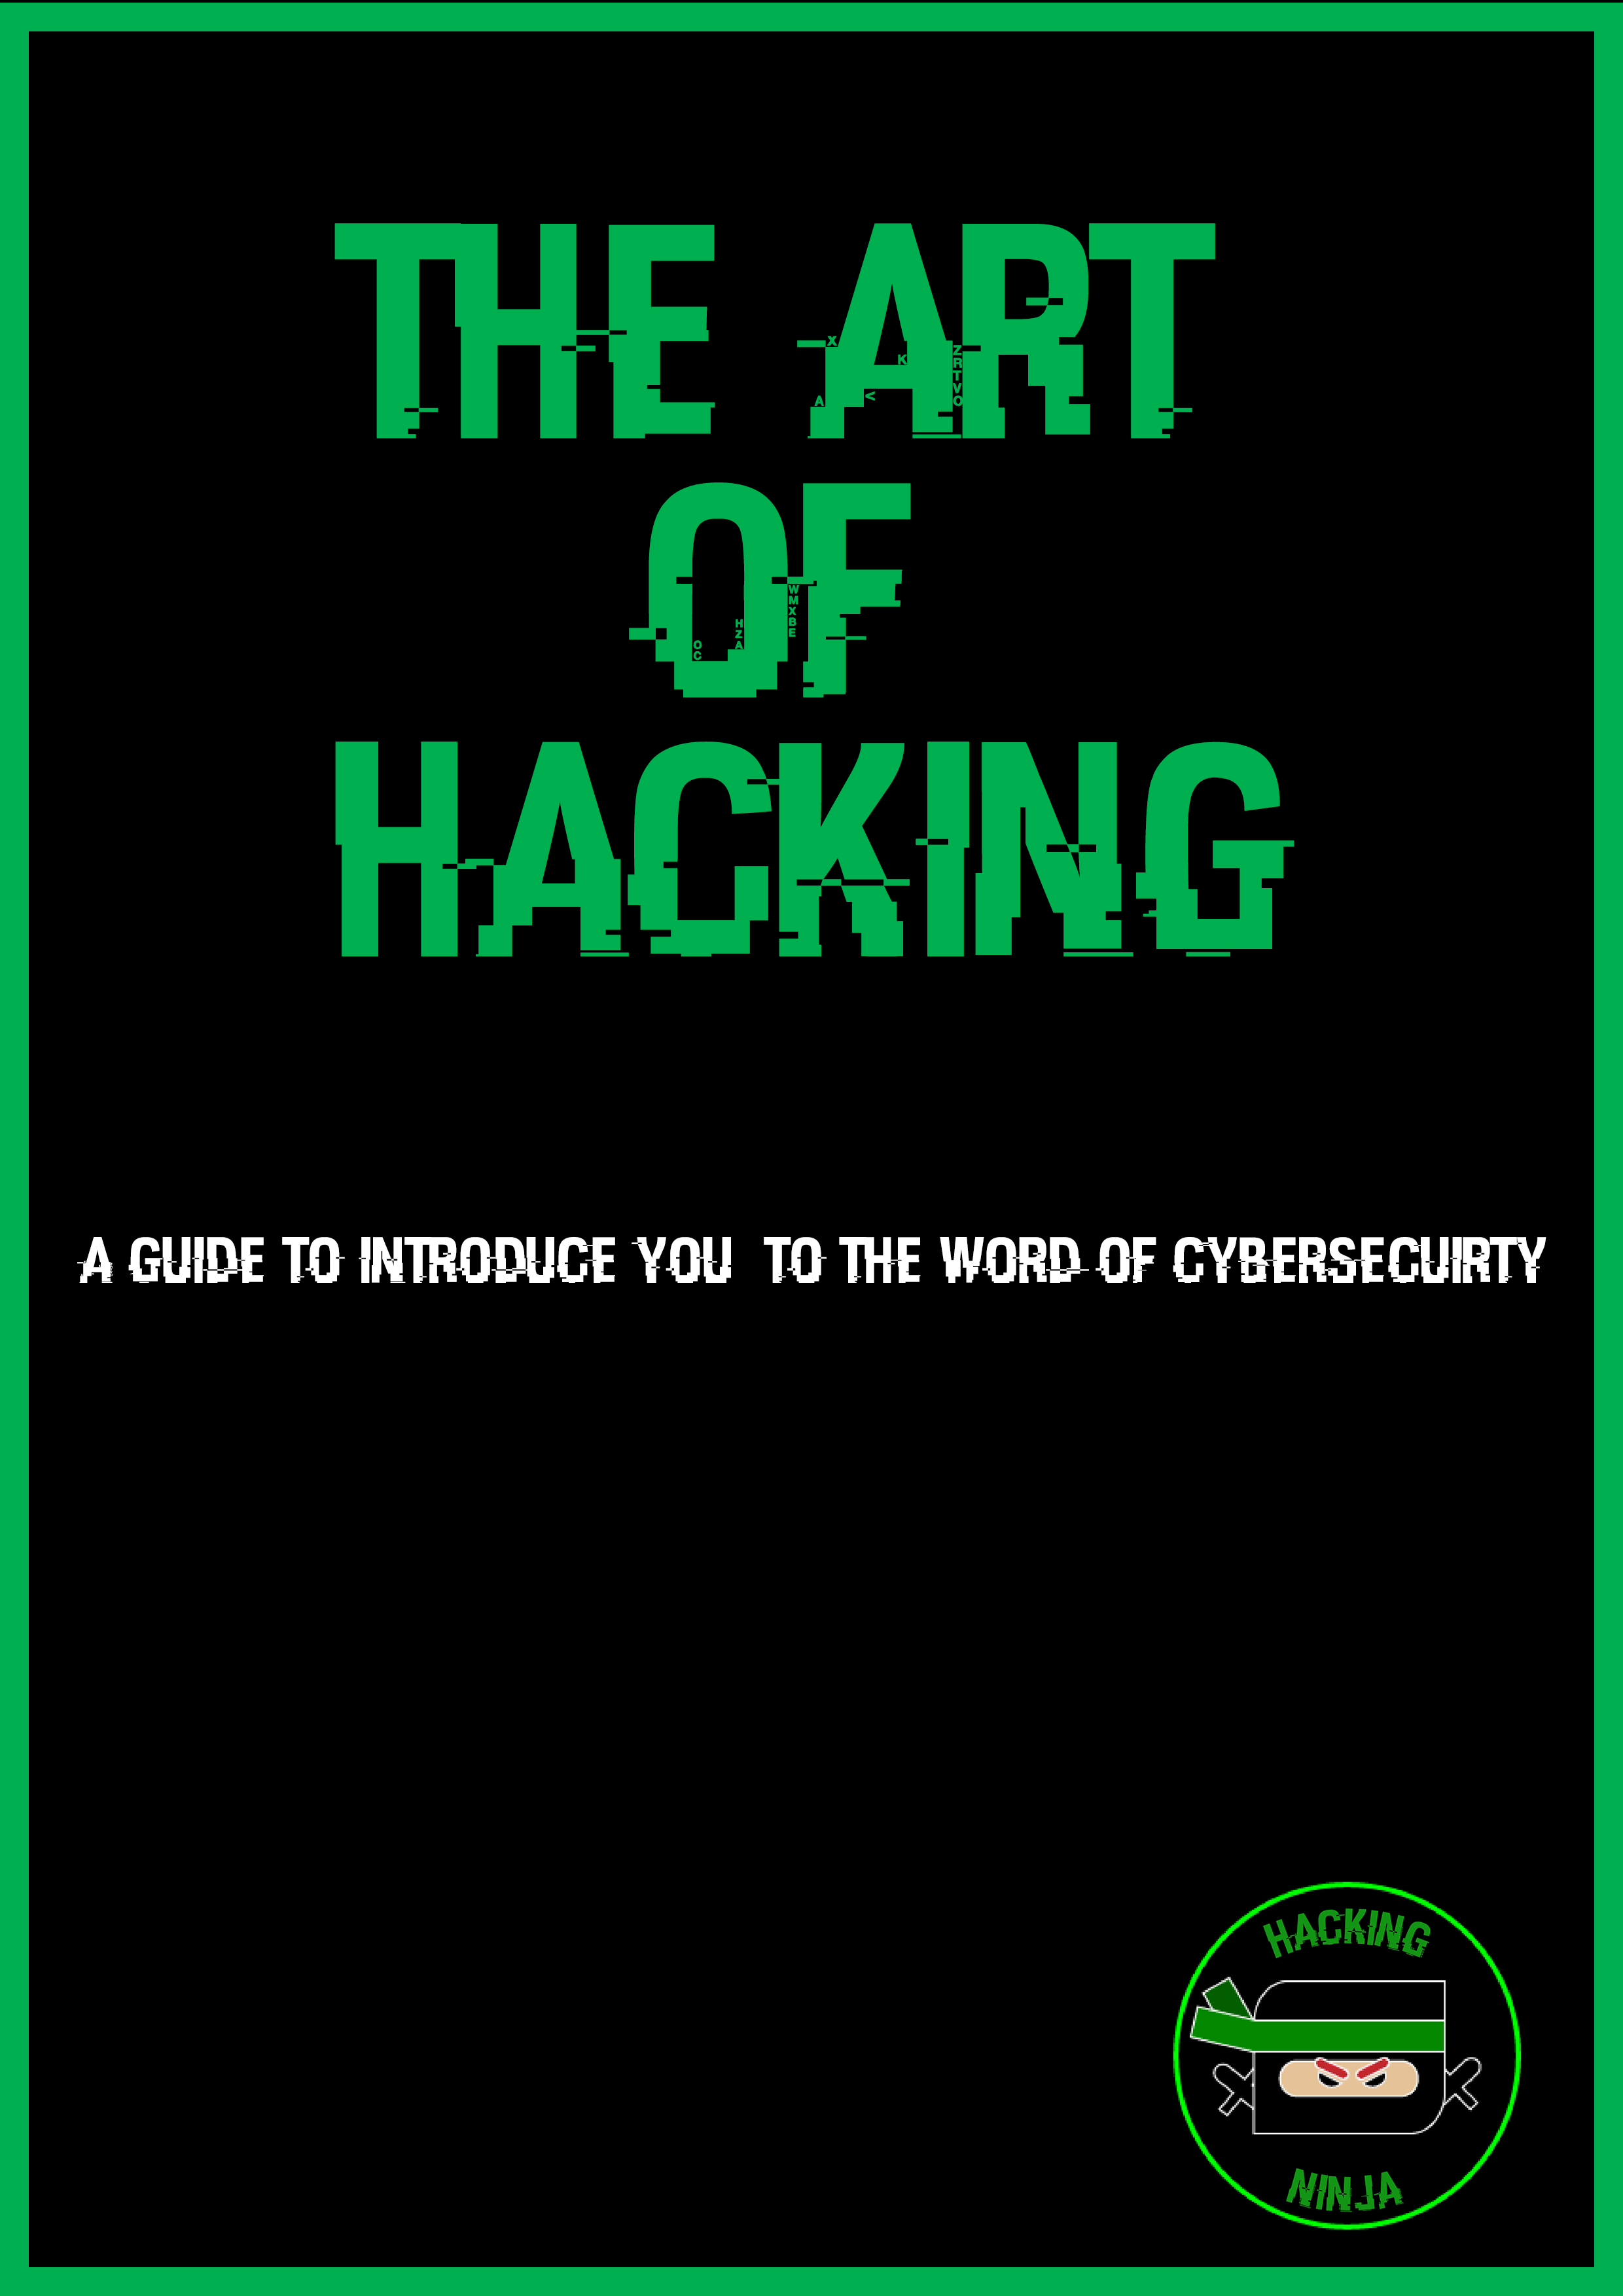 THE ART
X
K
A
<
Z
R
T
V
O
OF
W
M
X
B
E
H
Z
A
O
C
HACKING
A GUIDE TO INTRODUCE YOU TO THE WORD OF CYBERSECUIRTY
HACKING
NINJA